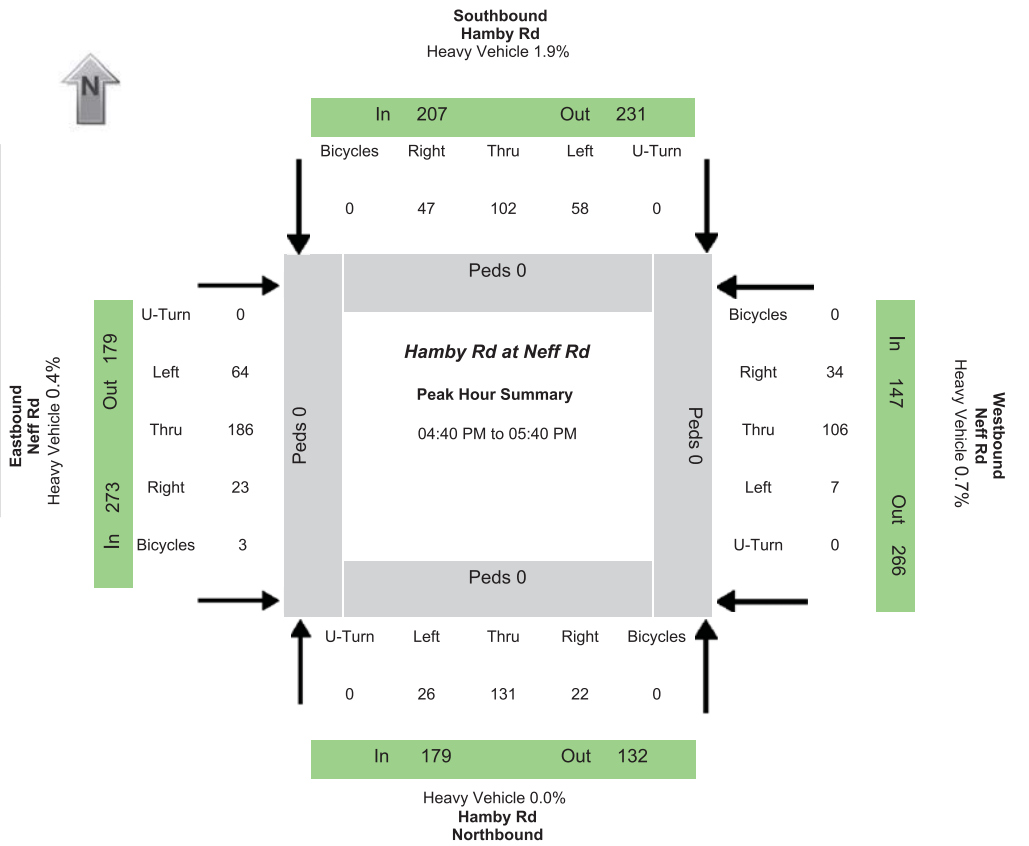 Southbound
Hamby Rd
Heavy Vehicle 1.9%
N
In 207 Out 231
Bicycles Right Thru Left U-Turn
0 47 102 58 0
Peds 0
Eastbound
Neff Rd
Heavy Vehicle 0.4%
In 273 Out 179
U-Turn 0
Left 64
Thru 186
Right 23
Bicycles 3
Peds 0
Hamby Rd at Neff Rd
Peak Hour Summary
04:40 PM to 05:40 PM
Peds 0
Bicycles 0
Right 34
Thru 106
Left 7
U-Turn 0
In 147 Out 266
Westbound
Neff Rd
Heavy Vehicle 0.7%
Peds 0
U-Turn Left Thru Right Bicycles
0 26 131 22 0
In 179 Out 132
Heavy Vehicle 0.0%
Hamby Rd
Northbound